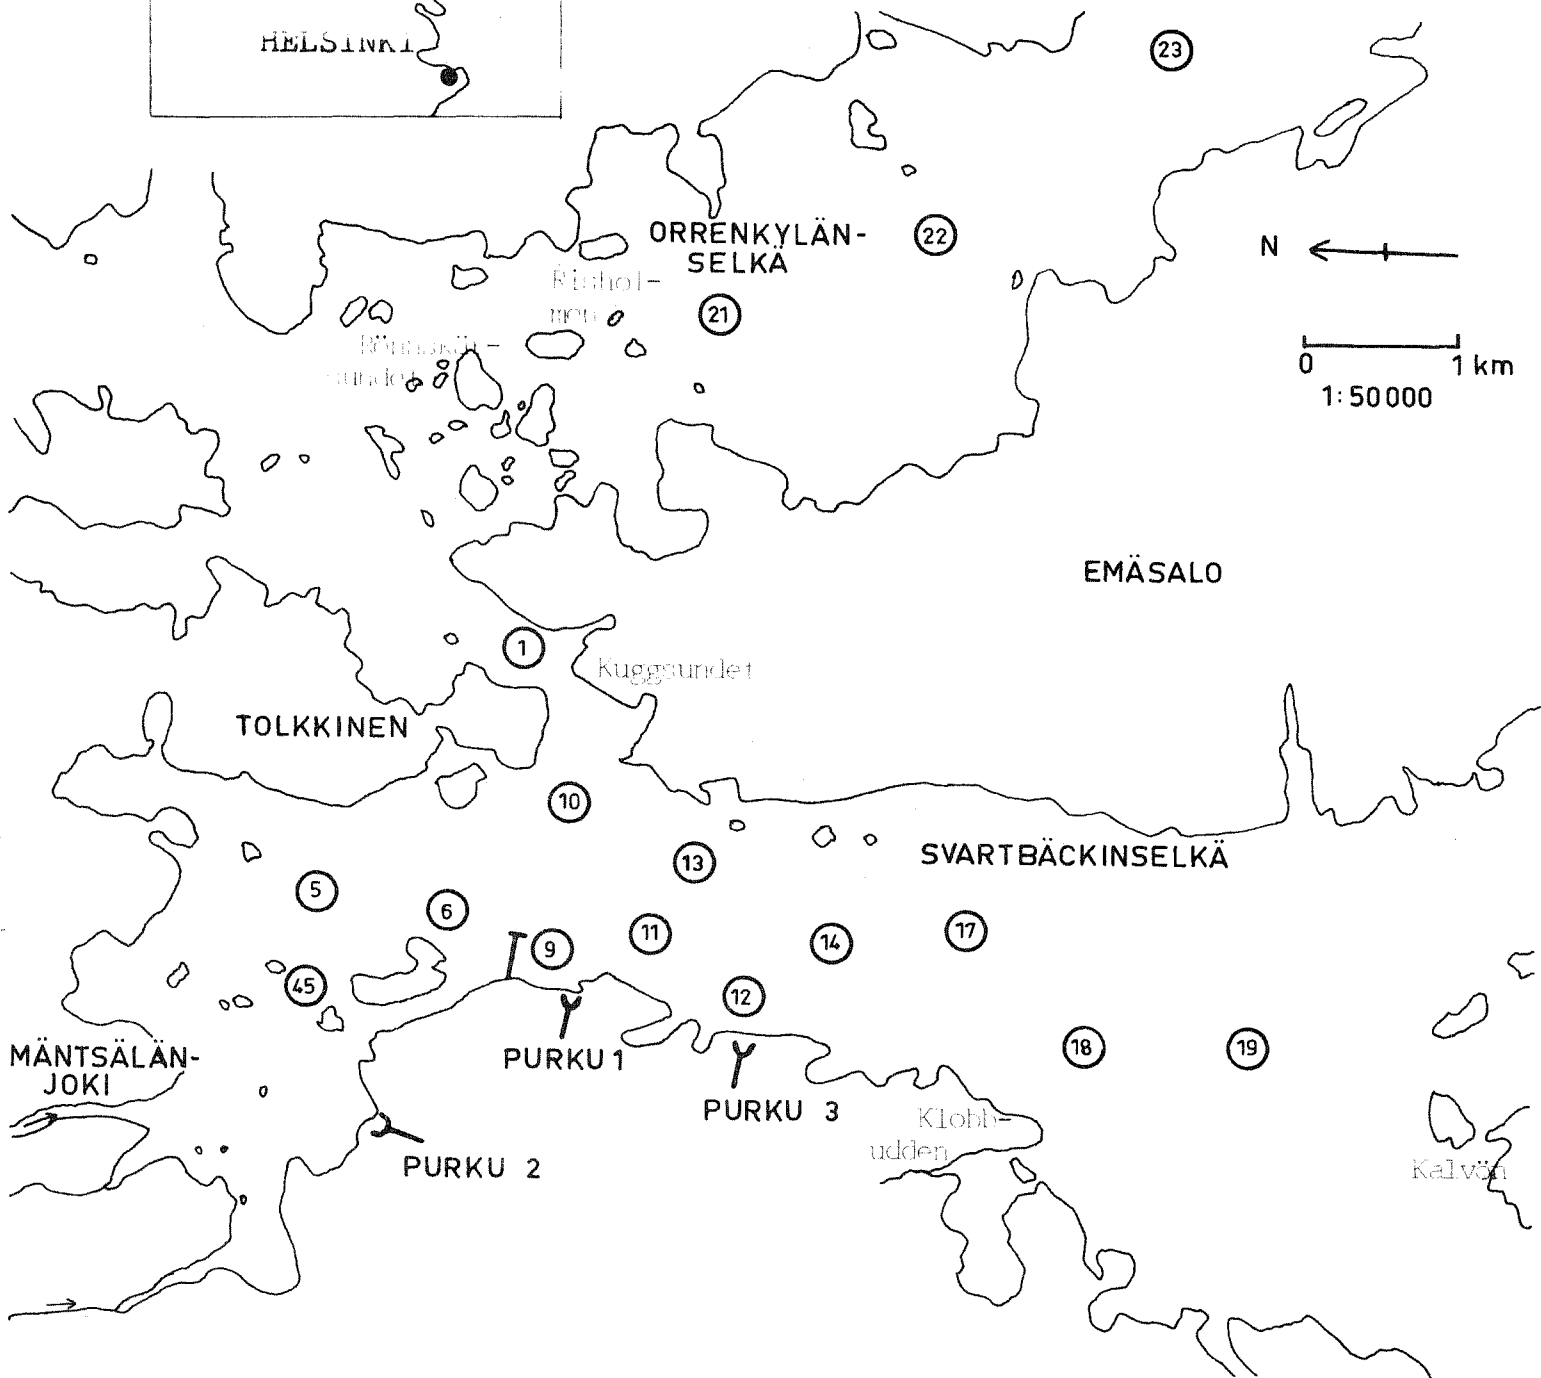 HELSINKI
23
ORRENKYLÄN-
SELKÄ
22
N
21
0 1 km
1:50000
EMÄSALO
1
Kuggsundet
TOLKKINEN
10
13
SVARTBÄCKINSELKÄ
5
6
9
11
14
17
45
12
MÄNTSÄLÄN-
JOKI
PURKU 1
18
19
PURKU 3
Klobb-
udden
PURKU 2
Kalvön